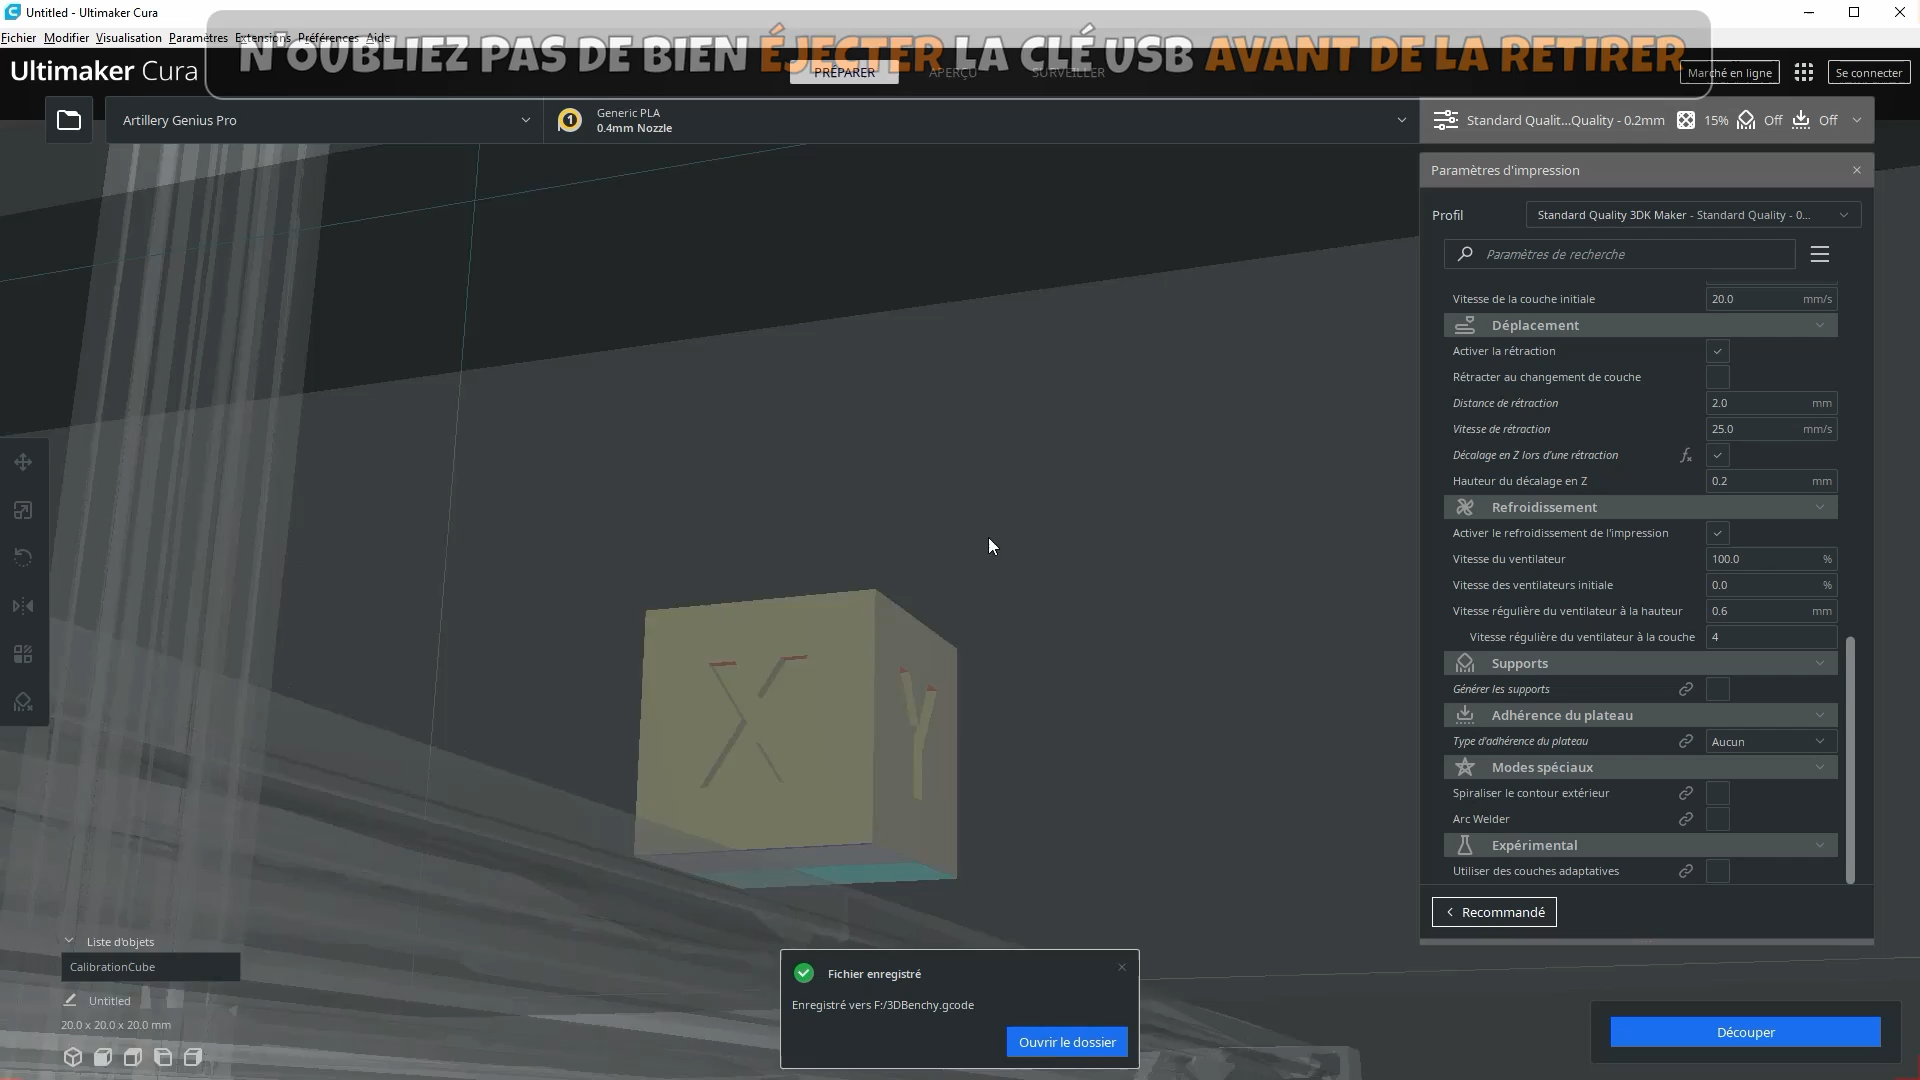 Untitled - Ultimaker Cura
Fichier Modifier Visualisation Paramètres Extensions Préférences Aide
N'OUBLIEZ PAS DE BIEN ÉJECTER LA CLÉ USB AVANT DE LA RETIRER
Ultimaker Cura
PRÉPARER
APERÇU
SURVEILLER
Marché en ligne
Se connecter
Artillery Genius Pro
1
Generic PLA
0.4mm Nozzle
Standard Qualit...Quality - 0.2mm
15%
Off
Off
Paramètres d'impression
Profil
Standard Quality 3DK Maker - Standard Quality - 0...
Paramètres de recherche
Vitesse de la couche initiale 20.0 mm/s
Déplacement
Activer la rétraction
Rétracter au changement de couche
Distance de rétraction 2.0 mm
Vitesse de rétraction 25.0 mm/s
Décalage en Z lors d'une rétraction fx
Hauteur du décalage en Z 0.2 mm
Refroidissement
Activer le refroidissement de l'impression
Vitesse du ventilateur 100.0 %
Vitesse des ventilateurs initiale 0.0 %
Vitesse régulière du ventilateur à la hauteur 0.6 mm
Vitesse régulière du ventilateur à la couche 4
Supports
Générer les supports
Adhérence du plateau
Type d'adhérence du plateau Aucun
Modes spéciaux
Spiraliser le contour extérieur
Arc Welder
Expérimental
Utiliser des couches adaptatives
Recommandé
X
Y
Liste d'objets
CalibrationCube
Untitled
20.0 x 20.0 x 20.0 mm
Fichier enregistré
Enregistré vers F:/3DBenchy.gcode
Ouvrir le dossier
Découper